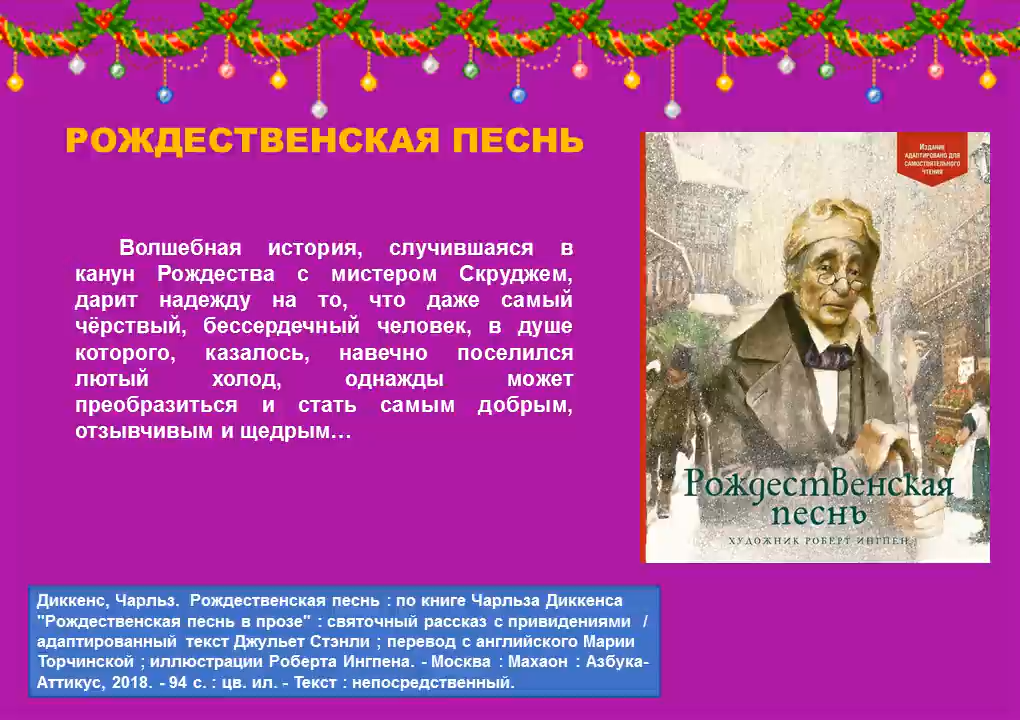 РОЖДЕСТВЕНСКАЯ ПЕСНЬ
Волшебная история, случившаяся в
канун Рождества с мистером Скруджем,
дарит надежду на то, что даже самый
чёрствый, бессердечный человек, в душе
которого, казалось, навечно поселился
лютый холод, однажды может
преобразиться и стать самым добрым,
отзывчивым и щедрым…
Издание
адаптировано для
самостоятельного
чтения
Рождественская
песнь
ХУДОЖНИК РОБЕРТ ИНГПЕН
Диккенс, Чарльз. Рождественская песнь : по книге Чарльза Диккенса
"Рождественская песнь в прозе" : святочный рассказ с привидениями /
адаптированный текст Джульет Стэнли ; перевод с английского Марии
Торчинской ; иллюстрации Роберта Ингпена. - Москва : Махаон : Азбука-
Аттикус, 2018. - 94 с. : цв. ил. - Текст : непосредственный.